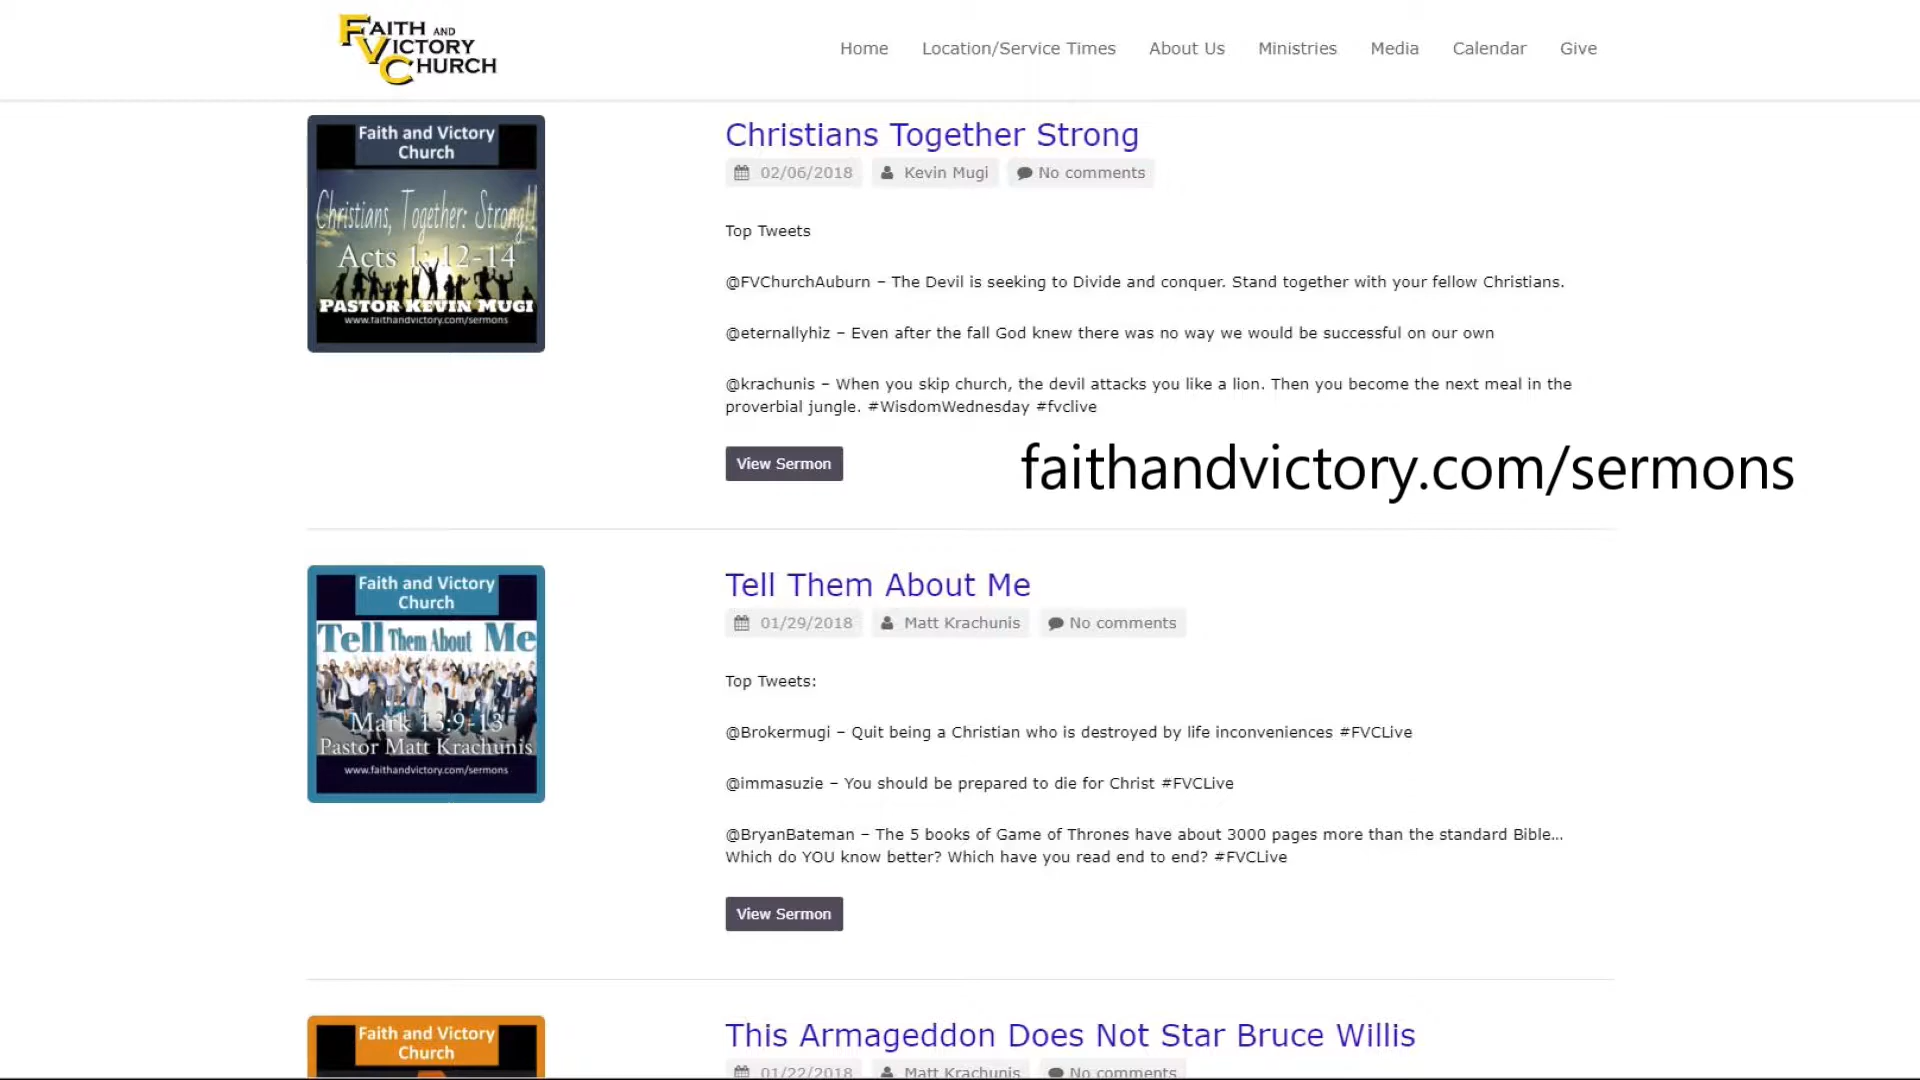 FAITH AND
VICTORY
CHURCH
Home
Location/Service Times
About Us
Ministries
Media
Calendar
Give
Faith and Victory
Church
Christians, Together: Strong!!
Acts 1:12-14
PASTOR KEVIN MUGI
www.faithandvictory.com/sermons
Christians Together Strong
02/06/2018
Kevin Mugi
No comments
Top Tweets
@FVChurchAuburn – The Devil is seeking to Divide and conquer. Stand together with your fellow Christians.
@eternallyhiz – Even after the fall God knew there was no way we would be successful on our own
@krachunis – When you skip church, the devil attacks you like a lion. Then you become the next meal in the
proverbial jungle. #WisdomWednesday #fvclive
View Sermon
faithandvictory.com/sermons
Faith and Victory
Church
Tell Them About Me
Mark 13:9-13
Pastor Matt Krachunis
www.faithandvictory.com/sermons
Tell Them About Me
01/29/2018
Matt Krachunis
No comments
Top Tweets:
@Brokermugi – Quit being a Christian who is destroyed by life inconveniences #FVCLive
@immasuzie – You should be prepared to die for Christ #FVCLive
@BryanBateman – The 5 books of Game of Thrones have about 3000 pages more than the standard Bible…
Which do YOU know better? Which have you read end to end? #FVCLive
View Sermon
Faith and Victory
Church
This Armageddon Does Not Star Bruce Willis
01/22/2018
Matt Krachunis
No comments